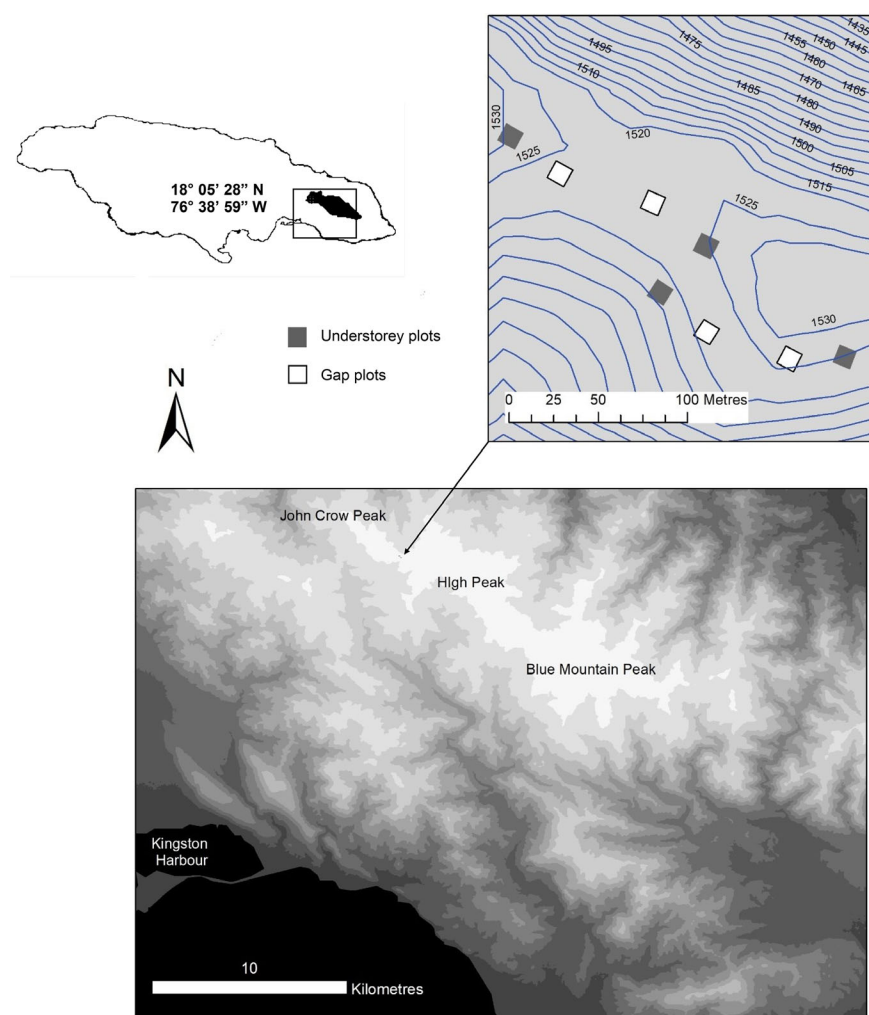 18° 05' 28” N
76° 38' 59” W
Understorey plots
Gap plots
N
1435
1475
1455
1450
1495
1445
1460
1510
1485
1470
1465
1480
1530
1490
1520
1500
1525
1505
1515
1525
1530
0 25 50 100 Metres
John Crow Peak
HIgh Peak
Blue Mountain Peak
Kingston
Harbour
10
Kilometres